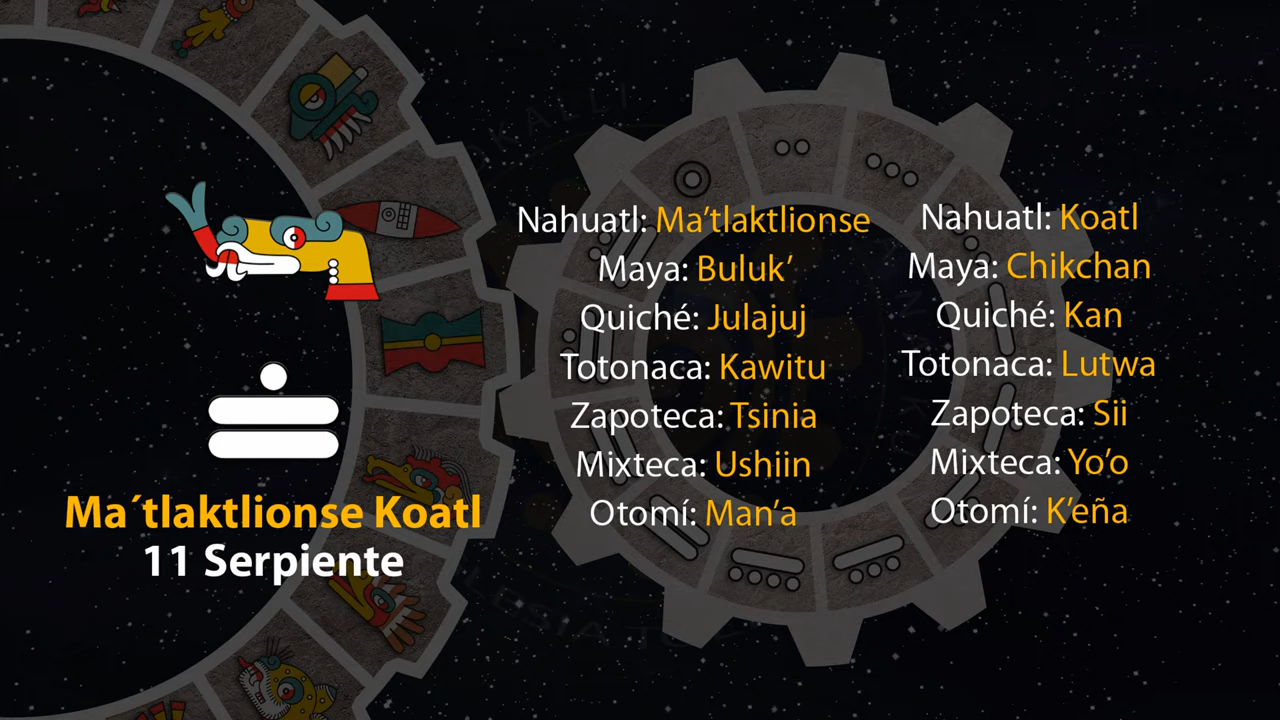 Nahuatl: Ma’tlaktlionse
Maya: Buluk’
Quiché: Julajuj
Totonaca: Kawitu
Zapoteca: Tsinia
Mixteca: Ushiin
Otomí: Man’a
Nahuatl: Koatl
Maya: Chikchan
Quiché: Kan
Totonaca: Lutwa
Zapoteca: Sii
Mixteca: Yo’o
Otomí: K’eña
Ma´tlaktlionse Koatl
11 Serpiente